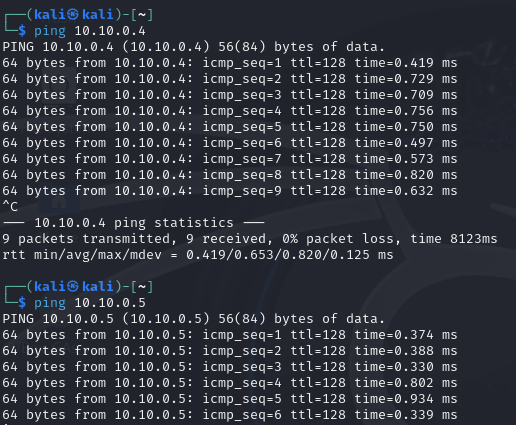 ┌──(kali㉿kali)-[~]
└─$ ping 10.10.0.4
PING 10.10.0.4 (10.10.0.4) 56(84) bytes of data.
64 bytes from 10.10.0.4: icmp_seq=1 ttl=128 time=0.419 ms
64 bytes from 10.10.0.4: icmp_seq=2 ttl=128 time=0.729 ms
64 bytes from 10.10.0.4: icmp_seq=3 ttl=128 time=0.709 ms
64 bytes from 10.10.0.4: icmp_seq=4 ttl=128 time=0.756 ms
64 bytes from 10.10.0.4: icmp_seq=5 ttl=128 time=0.750 ms
64 bytes from 10.10.0.4: icmp_seq=6 ttl=128 time=0.497 ms
64 bytes from 10.10.0.4: icmp_seq=7 ttl=128 time=0.573 ms
64 bytes from 10.10.0.4: icmp_seq=8 ttl=128 time=0.820 ms
64 bytes from 10.10.0.4: icmp_seq=9 ttl=128 time=0.632 ms
^C
--- 10.10.0.4 ping statistics ---
9 packets transmitted, 9 received, 0% packet loss, time 8123ms
rtt min/avg/max/mdev = 0.419/0.653/0.820/0.125 ms
┌──(kali㉿kali)-[~]
└─$ ping 10.10.0.5
PING 10.10.0.5 (10.10.0.5) 56(84) bytes of data.
64 bytes from 10.10.0.5: icmp_seq=1 ttl=128 time=0.374 ms
64 bytes from 10.10.0.5: icmp_seq=2 ttl=128 time=0.388 ms
64 bytes from 10.10.0.5: icmp_seq=3 ttl=128 time=0.330 ms
64 bytes from 10.10.0.5: icmp_seq=4 ttl=128 time=0.802 ms
64 bytes from 10.10.0.5: icmp_seq=5 ttl=128 time=0.934 ms
64 bytes from 10.10.0.5: icmp_seq=6 ttl=128 time=0.339 ms